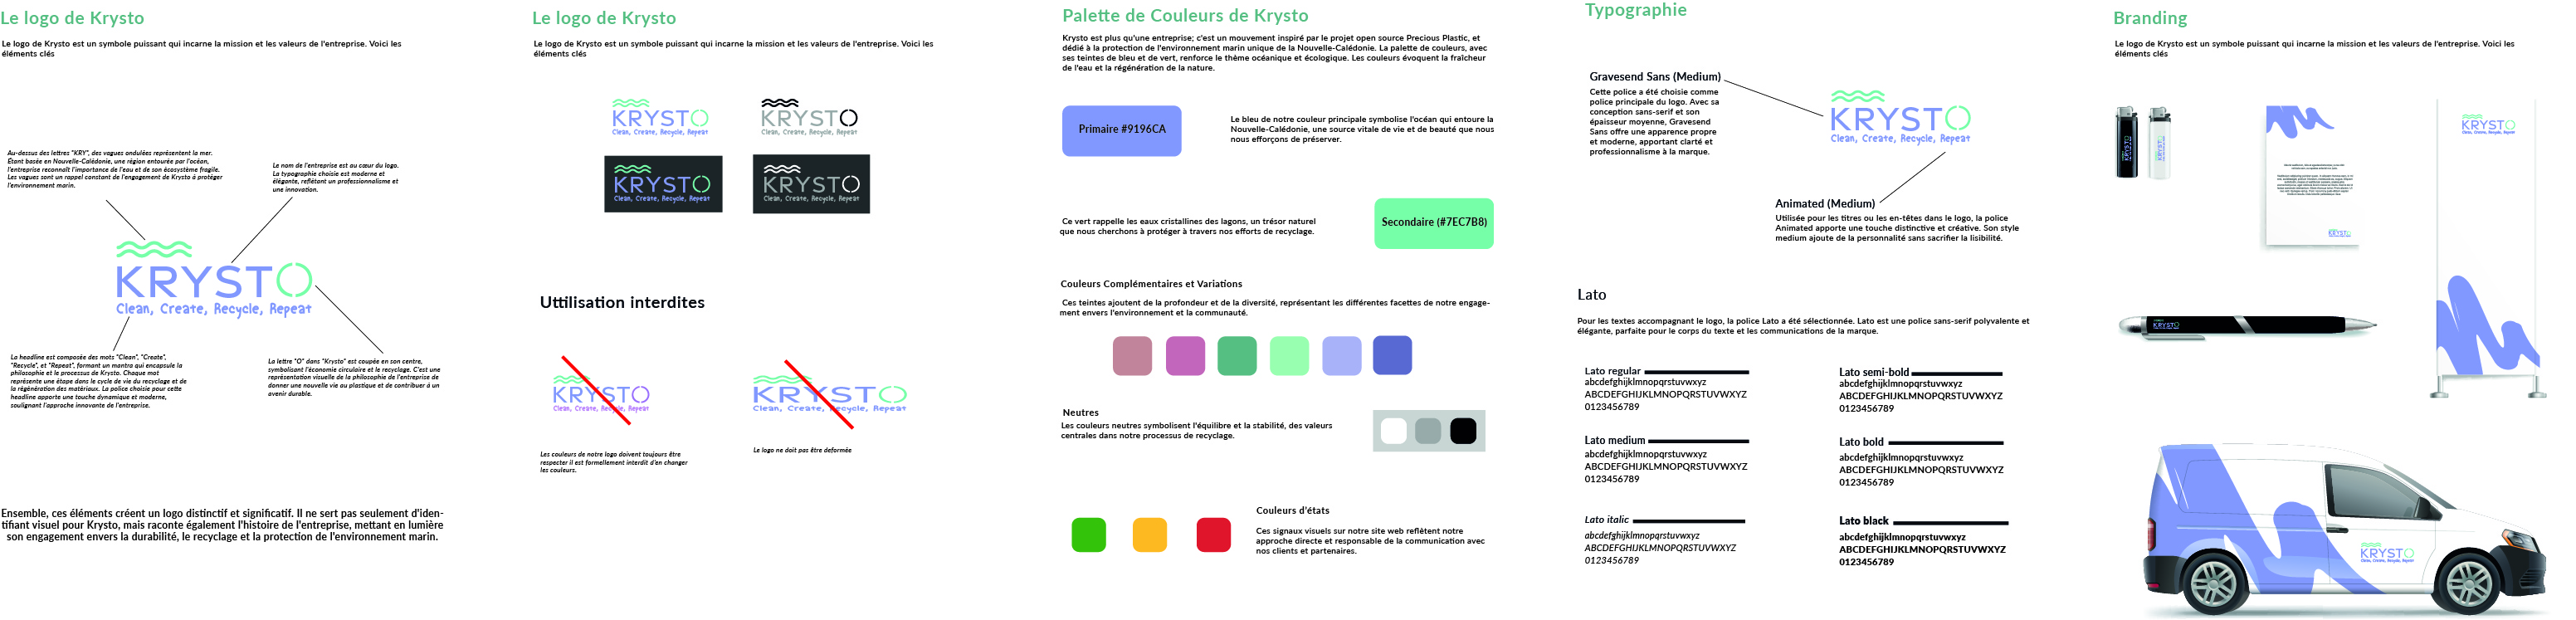 Le logo de Krysto
Le logo de Krysto est un symbole puissant qui incarne la mission et les valeurs de l'entreprise. Voici les
éléments clés
Au-dessus des lettres "KRY", des vagues ondulées représentent la mer.
Étant basée en Nouvelle-Calédonie, une région entourée par l'océan,
l'entreprise reconnaît l'importance de l'eau et de son écosystème fragile.
Les vagues sont un rappel constant de l'engagement de Krysto à protéger
l'environnement marin.
Le nom de l'entreprise est au cœur du logo.
La typographie choisie est moderne et
élégante, reflétant un professionnalisme et
une innovation.
KRYSTO
Clean, Create, Recycle, Repeat
La headline est composée des mots "Clean", "Create",
"Recycle", et "Repeat", formant un mantra qui encapsule la
philosophie et le processus de Krysto. Chaque mot
représente une étape dans le cycle de vie du recyclage et de
la régénération des matériaux. La police choisie pour cette
headline apporte une touche dynamique et moderne,
soulignant l'approche innovante de l'entreprise.
La lettre "O" dans "Krysto" est coupée en son centre,
symbolisant l'économie circulaire et le recyclage. C'est une
représentation visuelle de la philosophie de l'entreprise de
donner une nouvelle vie au plastique et de contribuer à un
avenir durable.
Ensemble, ces éléments créent un logo distinctif et significatif. Il ne sert pas seulement d'iden-
tifiant visuel pour Krysto, mais raconte également l'histoire de l'entreprise, mettant en lumière
son engagement envers la durabilité, le recyclage et la protection de l'environnement marin.
Le logo de Krysto
Le logo de Krysto est un symbole puissant qui incarne la mission et les valeurs de l'entreprise. Voici les
éléments clés
KRYSTO
Clean, Create, Recycle, Repeat
KRYSTO
Clean, Create, Recycle, Repeat
KRYSTO
Clean, Create, Recycle, Repeat
KRYSTO
Clean, Create, Recycle, Repeat
Uttilisation interdites
KRYSTO
Clean, Create, Recycle, Repeat
KRYSTO
Clean, Create, Recycle, Repeat
Les couleurs de notre logo doivent toujours être
respecter il est formellement interdit d'en changer
les couleurs.
Le logo ne doit pas être deformée
Palette de Couleurs de Krysto
Krysto est plus qu'une entreprise; c'est un mouvement inspiré par le projet open source Precious Plastic, et
dédié à la protection de l'environnement marin unique de la Nouvelle-Calédonie. La palette de couleurs, avec
ses teintes de bleu et de vert, renforce le thème océanique et écologique. Les couleurs évoquent la fraîcheur
de l'eau et la régénération de la nature.
Primaire #9196CA
Le bleu de notre couleur principale symbolise l'océan qui entoure la
Nouvelle-Calédonie, une source vitale de vie et de beauté que nous
nous efforçons de préserver.
Ce vert rappelle les eaux cristallines des lagons, un trésor naturel
que nous cherchons à protéger à travers nos efforts de recyclage.
Secondaire (#7EC7B8)
Couleurs Complémentaires et Variations
Ces teintes ajoutent de la profondeur et de la diversité, représentant les différentes facettes de notre engage-
ment envers l'environnement et la communauté.
Neutres
Les couleurs neutres symbolisent l'équilibre et la stabilité, des valeurs
centrales dans notre processus de recyclage.
Couleurs d'états
Ces signaux visuels sur notre site web reflètent notre
approche directe et responsable de la communication avec
nos clients et partenaires.
Typographie
Gravesend Sans (Medium)
Cette police a été choisie comme
police principale du logo. Avec sa
conception sans-serif et son
épaisseur moyenne, Gravesend
Sans offre une apparence propre
et moderne, apportant clarté et
professionnalisme à la marque.
KRYSTO
Clean, Create, Recycle, Repeat
Animated (Medium)
Utilisée pour les titres ou les en-têtes dans le logo, la police
Animated apporte une touche distinctive et créative. Son style
medium ajoute de la personnalité sans sacrifier la lisibilité.
Lato
Pour les textes accompagnant le logo, la police Lato a été sélectionnée. Lato est une police sans-serif polyvalente et
élégante, parfaite pour le corps du texte et les communications de la marque.
Lato regular
abcdefghijklmnopqrstuvwxyz
ABCDEFGHIJKLMNOPQRSTUVWXYZ
0123456789
Lato semi-bold
abcdefghijklmnopqrstuvwxyz
ABCDEFGHIJKLMNOPQRSTUVWXYZ
0123456789
Lato medium
abcdefghijklmnopqrstuvwxyz
ABCDEFGHIJKLMNOPQRSTUVWXYZ
0123456789
Lato bold
abcdefghijklmnopqrstuvwxyz
ABCDEFGHIJKLMNOPQRSTUVWXYZ
0123456789
Lato italic
abcdefghijklmnopqrstuvwxyz
ABCDEFGHIJKLMNOPQRSTUVWXYZ
0123456789
Lato black
abcdefghijklmnopqrstuvwxyz
ABCDEFGHIJKLMNOPQRSTUVWXYZ
0123456789
Branding
Le logo de Krysto est un symbole puissant qui incarne la mission et les valeurs de l'entreprise. Voici les
éléments clés
KRYSTO
KRYSTO
KRYSTO
KRYSTO
Clean, Create, Recycle, Repeat
KRYSTO
KRYSTO
Clean, Create, Recycle, Repeat